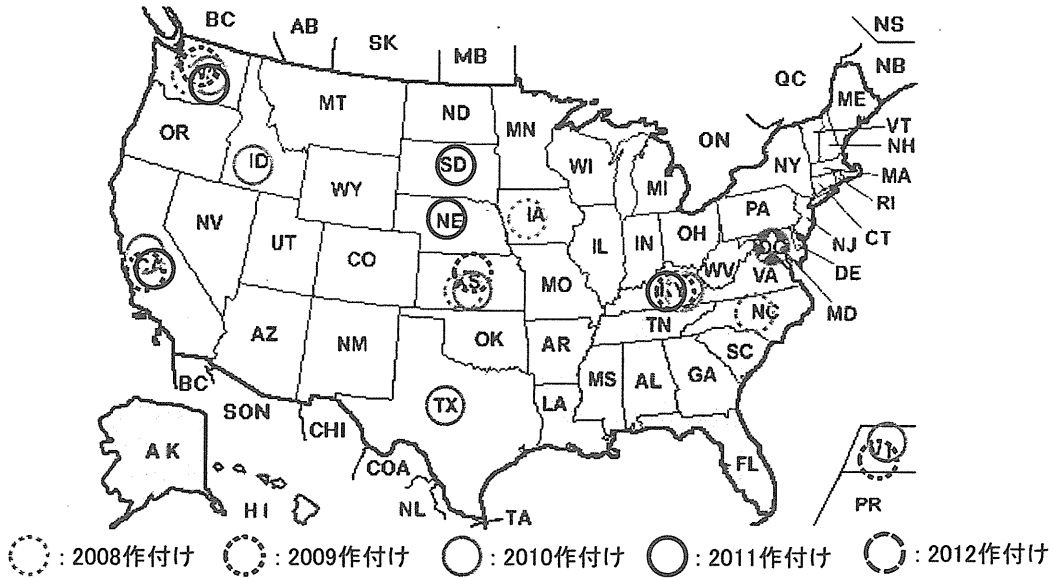 BC
AB
SK
MB
NS
NB
QC
ON
ME
VT
NH
MT
ND
MN
OR
ID
SD
WI
MI
NY
MA
RI
WY
NE
IA
PA
NJ
CT
NV
UT
CO
IL
IN
OH
WV
VA
DE
MO
MD
AZ
NM
OK
AR
TN
NC
SC
BC
TX
MS
AL
GA
LA
SON
CHI
COA
FL
AK
HI
NL
TA
PR
: 2008作付け : 2009作付け : 2010作付け : 2011作付け : 2012作付け